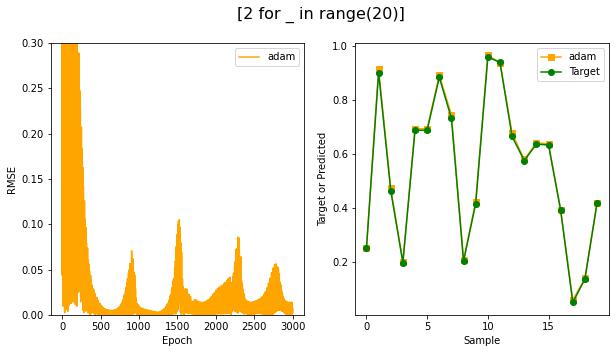 [2 for _ in range(20)]
0.30
0.25
0.20
0.15
0.10
0.05
0.00
RMSE
0 500 1000 1500 2000 2500 3000
Epoch
adam
1.0
0.8
0.6
0.4
0.2
Target or Predicted
0 5 10 15
Sample
adam
Target